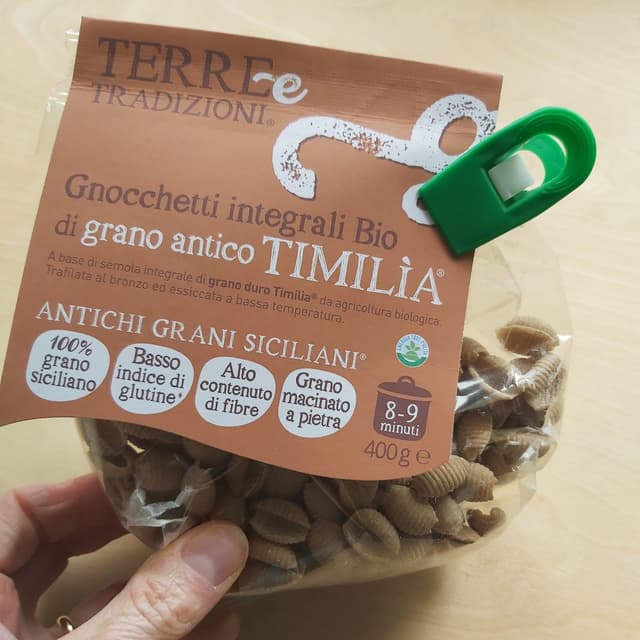 TERRE e
TRADIZIONI®
Gnocchetti integrali Bio
di grano antico TIMILÌA®
A base di semola integrale di grano duro Timilia® da agricoltura biologica.
Trafilata al bronzo ed essiccata a bassa temperatura.
ANTICHI GRANI SICILIANI®
100%
grano
siciliano
Basso
indice di
glutine*
Alto
contenuto
di fibre
Grano
macinato
a pietra
8-9
minuti
400g e